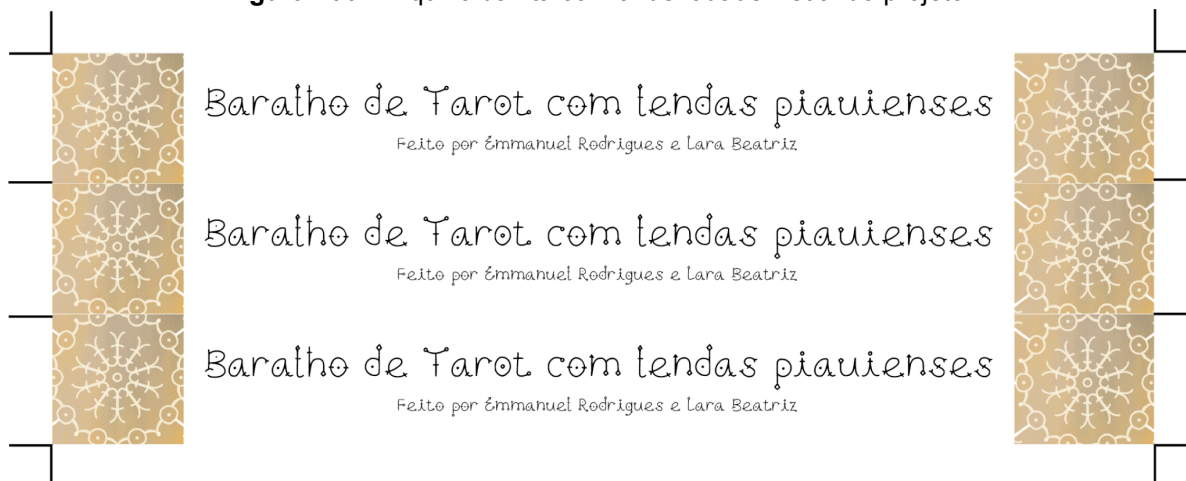 Baralho de Tarot com lendas piauienses
Feito por Emmanuel Rodrigues e Lara Beatriz
Baralho de Tarot com lendas piauienses
Feito por Emmanuel Rodrigues e Lara Beatriz
Baralho de Tarot com lendas piauienses
Feito por Emmanuel Rodrigues e Lara Beatriz